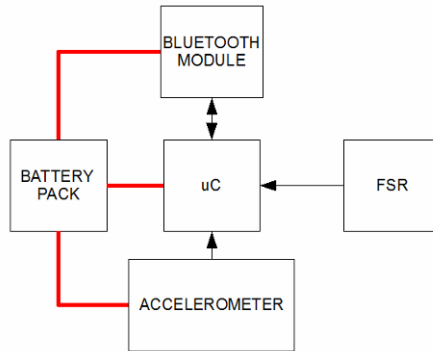 BLUETOOTH
MODULE
BATTERY
PACK
uC
FSR
ACCELEROMETER